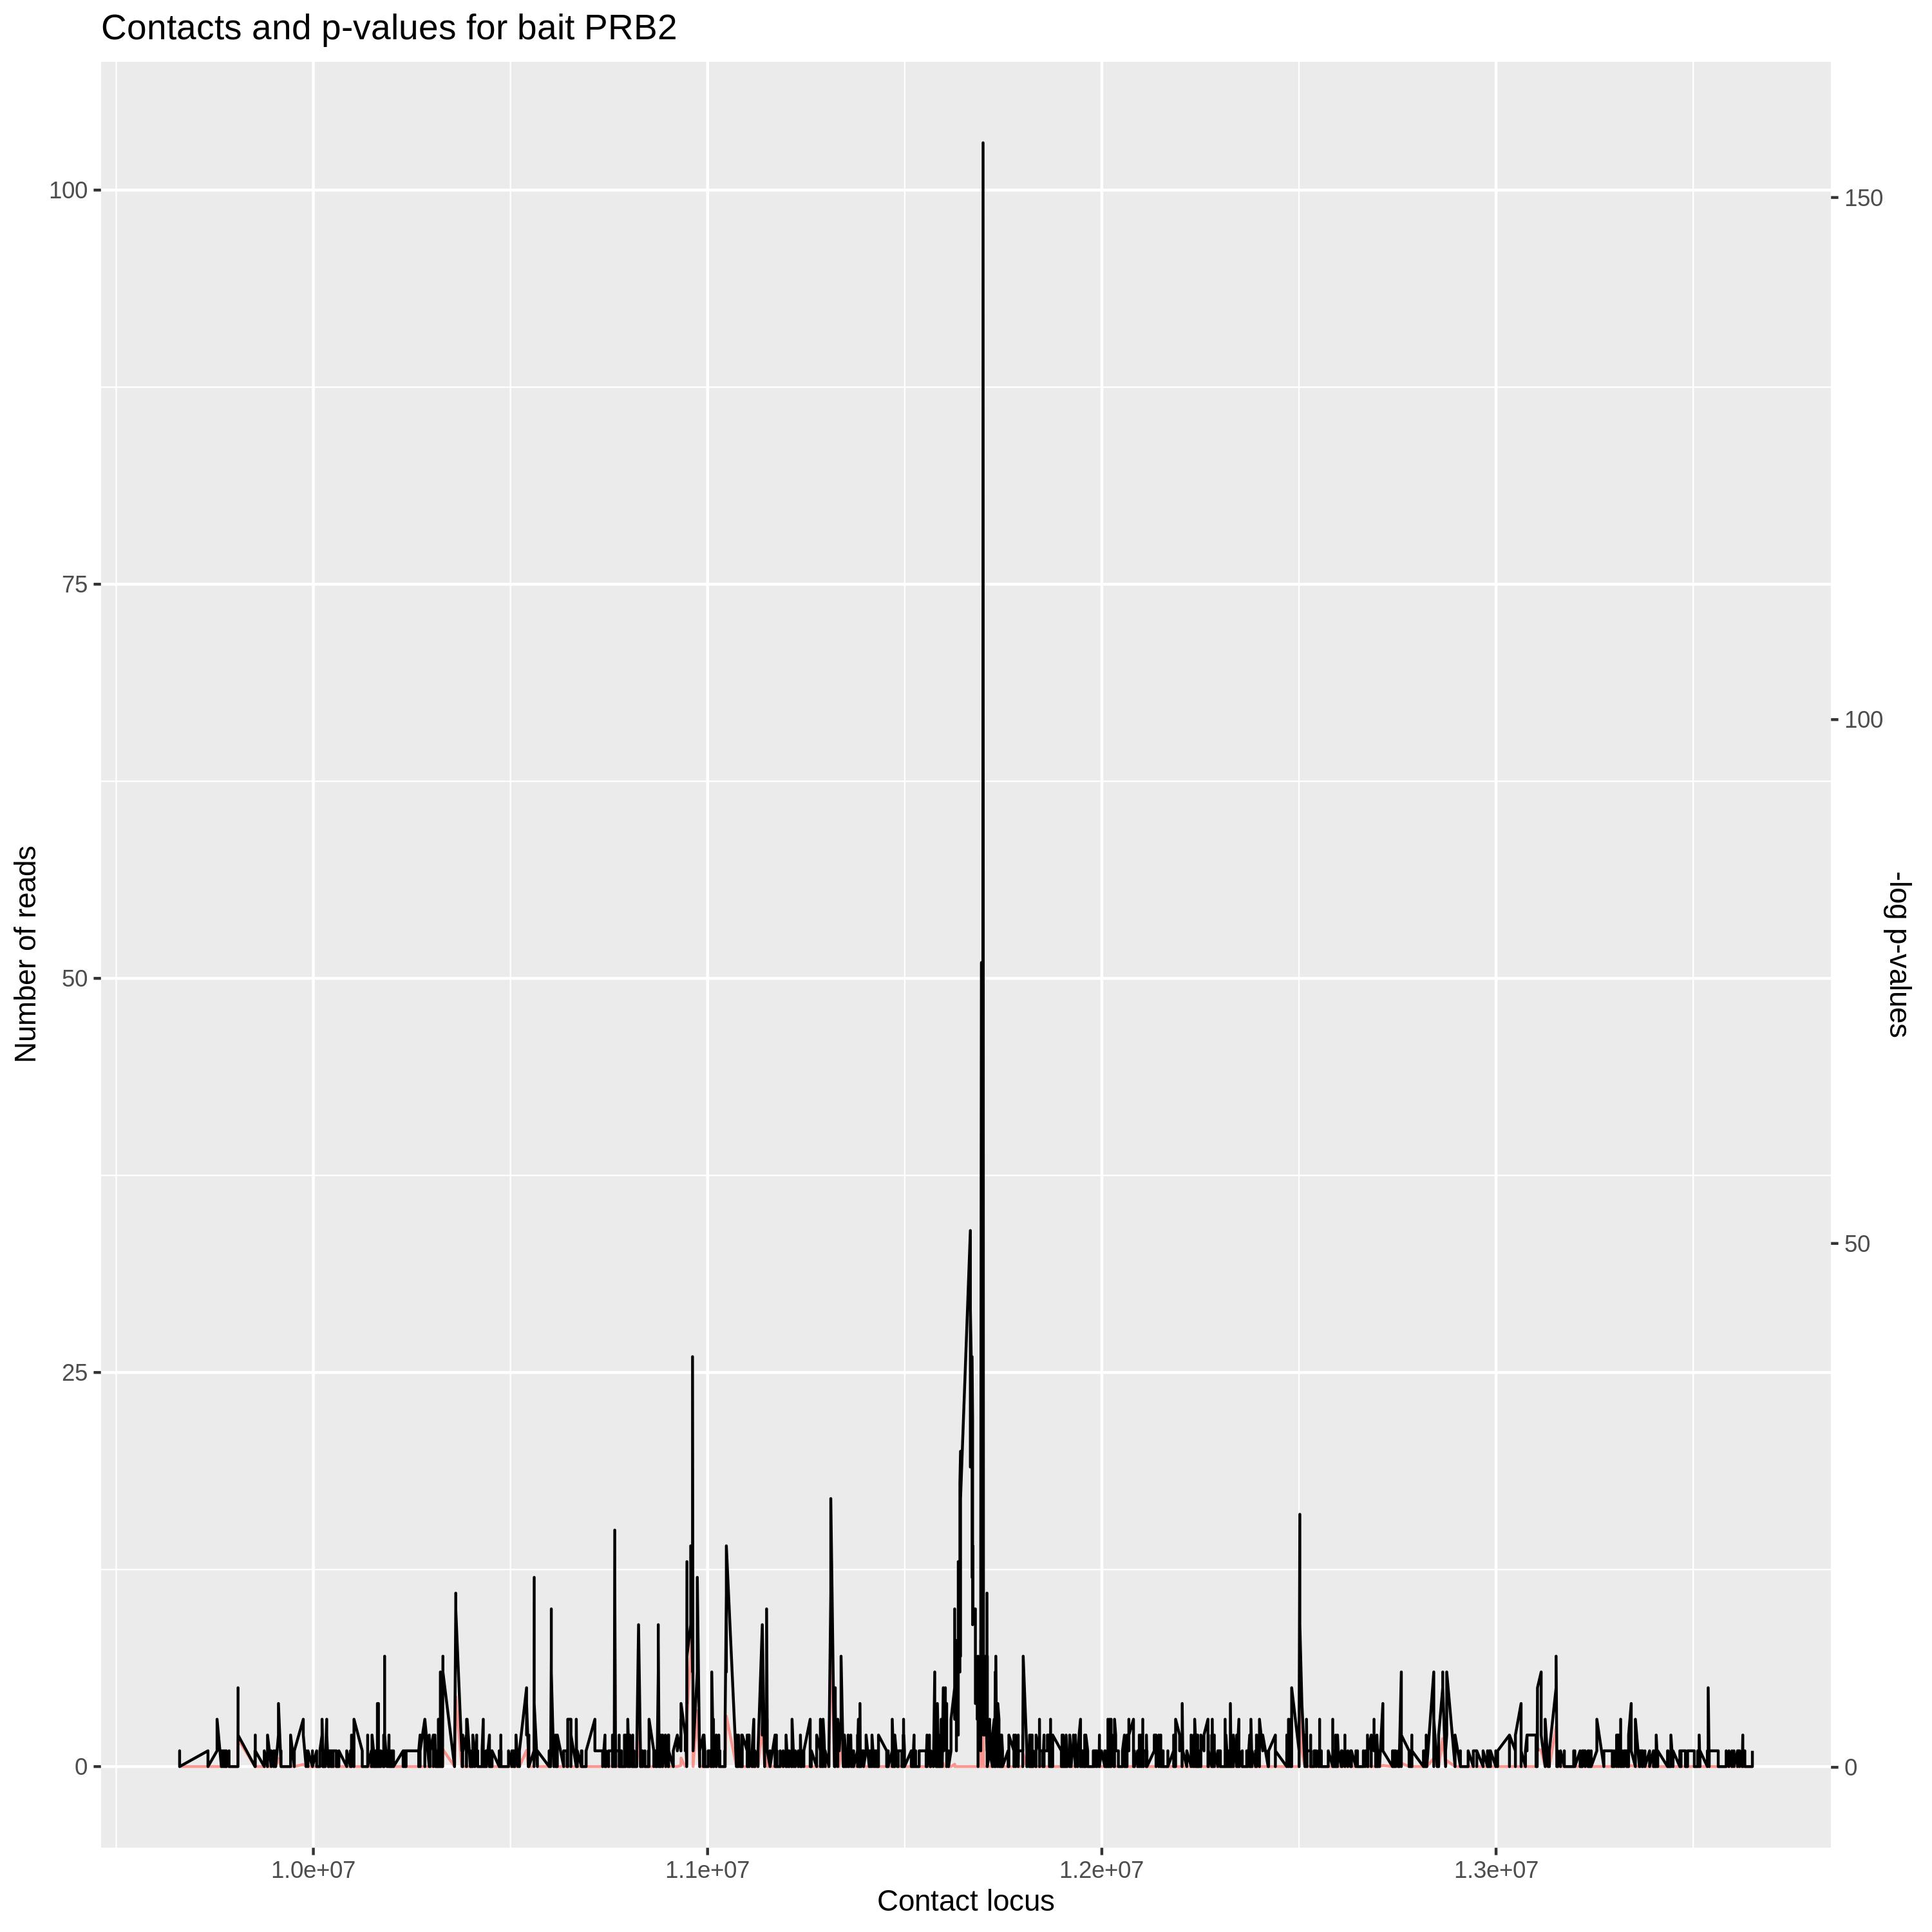 Contacts and p-values for bait PRB2
100
75
50
25
0
Number of reads
150
100
50
0
-log p-values
1.0e+07
1.1e+07
1.2e+07
1.3e+07
Contact locus